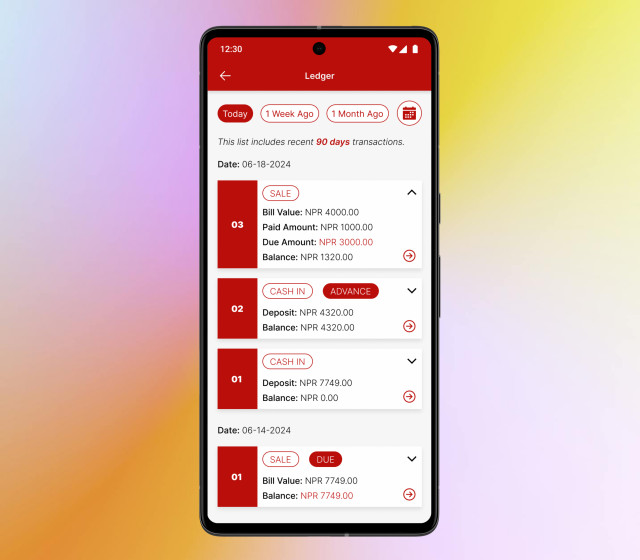 12:30
Ledger
Today
1 Week Ago
1 Month Ago
This list includes recent 90 days transactions.
Date: 06-18-2024
03
SALE
Bill Value: NPR 4000.00
Paid Amount: NPR 1000.00
Due Amount: NPR 3000.00
Balance: NPR 1320.00
02
CASH IN
ADVANCE
Deposit: NPR 4320.00
Balance: NPR 4320.00
01
CASH IN
Deposit: NPR 7749.00
Balance: NPR 0.00
Date: 06-14-2024
01
SALE
DUE
Bill Value: NPR 7749.00
Balance: NPR 7749.00